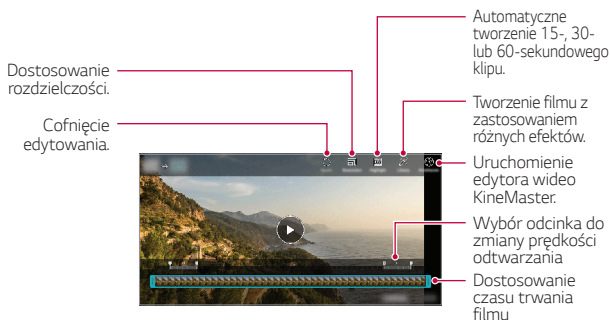 Dostosowanie
rozdzielczości.
Cofnięcie
edytowania.
Automatyczne
tworzenie 15-, 30-
lub 60-sekundowego
klipu.
Tworzenie filmu z
zastosowaniem
różnych efektów.
Uruchomienie
edytora wideo
KineMaster.
Wybór odcinka do
zmiany prędkości
odtwarzania
Dostosowanie
czasu trwania
filmu